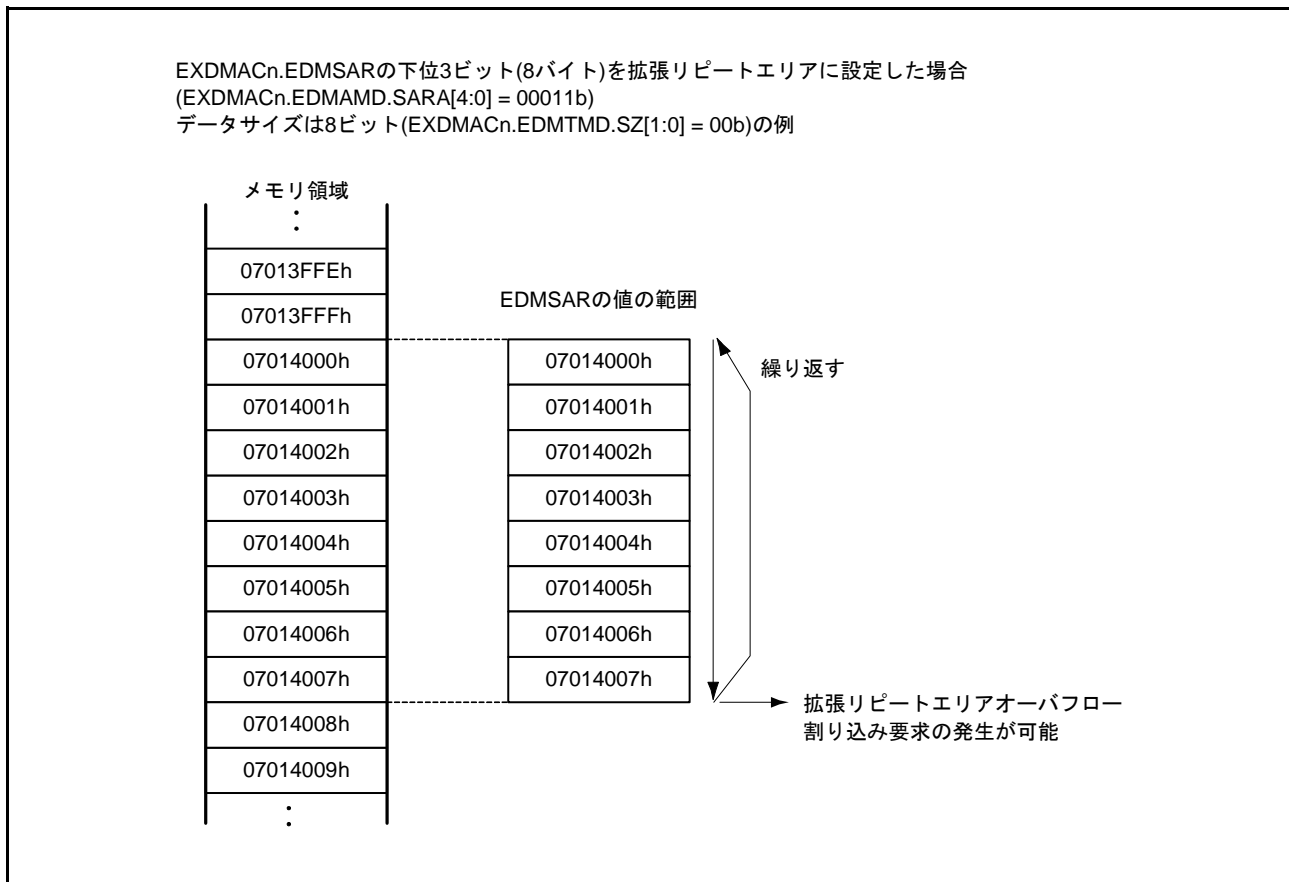 EXDMACn.EDMSARの下位3ビット(8バイト)を拡張リピートエリアに設定した場合
(EXDMACn.EDMAMD.SARA[4:0] = 00011b)
データサイズは8ビット(EXDMACn.EDMTMD.SZ[1:0] = 00b)の例
メモリ領域
07013FFEh
07013FFFh
07014000h
07014001h
07014002h
07014003h
07014004h
07014005h
07014006h
07014007h
07014008h
07014009h
EDMSARの値の範囲
07014000h
07014001h
07014002h
07014003h
07014004h
07014005h
07014006h
07014007h
繰り返す
拡張リピートエリアオーバフロー
割り込み要求の発生が可能